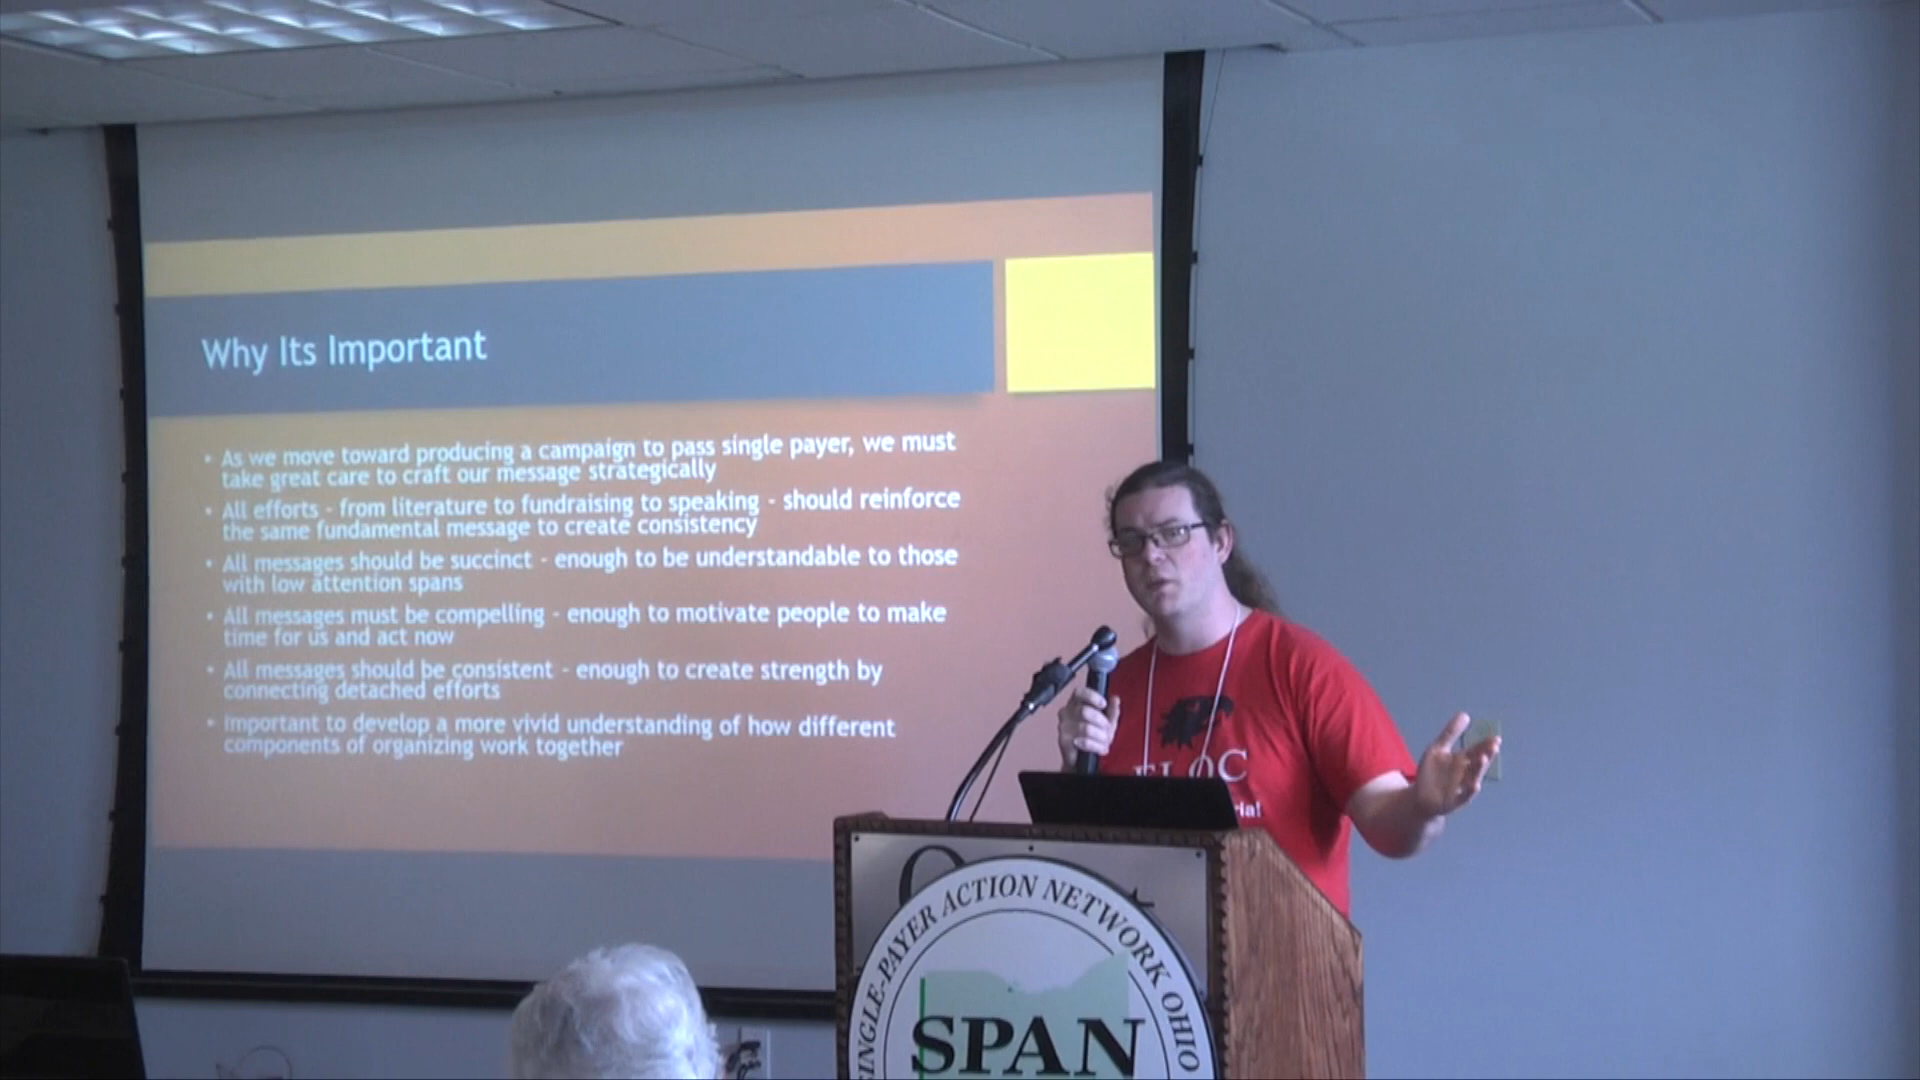 Why Its Important
• As we move toward producing a campaign to pass single payer, we must
take great care to craft our message strategically
• All efforts - from literature to fundraising to speaking - should reinforce
the same fundamental message to create consistency
• All messages should be succinct - enough to be understandable to those
with low attention spans
• All messages must be compelling - enough to motivate people to make
time for us and act now
• All messages should be consistent - enough to create strength by
connecting detached efforts
• Important to develop a more vivid understanding of how different
components of organizing work together
SINGLE-PAYER ACTION NETWORK OHIO
SPAN